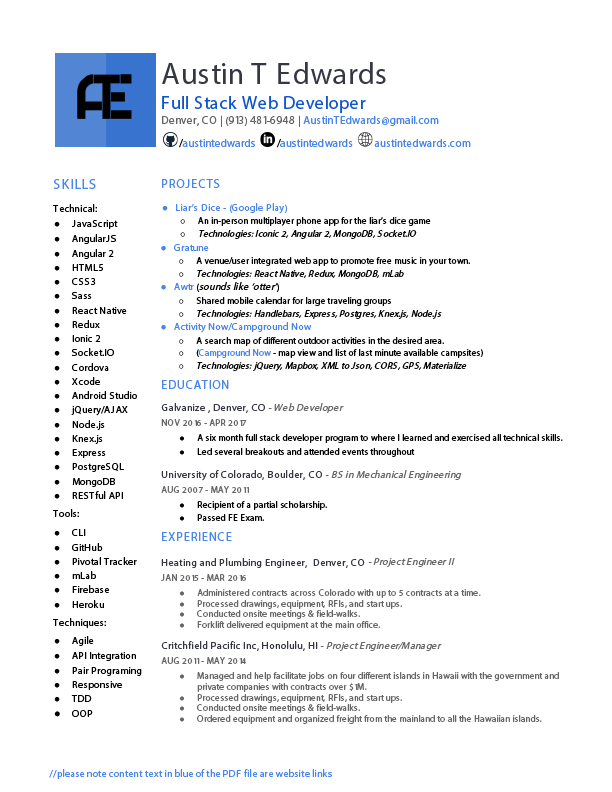 AE
Austin T Edwards
Full Stack Web Developer
Denver, CO | (913) 481-6948 | AustinTEdwards@gmail.com
/austintedwards in /austintedwards austintedwards.com
SKILLS
Technical:
● JavaScript
● AngularJS
● Angular 2
● HTML5
● CSS3
● Sass
● React Native
● Redux
● Ionic 2
● Socket.IO
● Cordova
● Xcode
● Android Studio
● jQuery/AJAX
● Node.js
● Knex.js
● Express
● PostgreSQL
● MongoDB
● RESTful API
Tools:
● CLI
● GitHub
● Pivotal Tracker
● mLab
● Firebase
● Heroku
Techniques:
● Agile
● API Integration
● Pair Programing
● Responsive
● TDD
● OOP
PROJECTS
● Liar's Dice - (Google Play)
○ An in-person multiplayer phone app for the liar's dice game
○ Technologies: Iconic 2, Angular 2, MongoDB, Socket.IO
● Gratune
○ A venue/user integrated web app to promote free music in your town.
○ Technologies: React Native, Redux, MongoDB, mLab
● Awtr (sounds like 'otter')
○ Shared mobile calendar for large traveling groups
○ Technologies: Handlebars, Express, Postgres, Knex.js, Node.js
● Activity Now/Campground Now
○ A search map of different outdoor activities in the desired area.
○ (Campground Now - map view and list of last minute available campsites)
○ Technologies: jQuery, Mapbox, XML to Json, CORS, GPS, Materialize
EDUCATION
Galvanize , Denver, CO - Web Developer
NOV 2016 - APR 2017
● A six month full stack developer program to where I learned and exercised all technical skills.
● Led several breakouts and attended events throughout
University of Colorado, Boulder, CO - BS in Mechanical Engineering
AUG 2007 - MAY 2011
● Recipient of a partial scholarship.
● Passed FE Exam.
EXPERIENCE
Heating and Plumbing Engineer, Denver, CO - Project Engineer II
JAN 2015 - MAR 2016
● Administered contracts across Colorado with up to 5 contracts at a time.
● Processed drawings, equipment, RFIs, and start ups.
● Conducted onsite meetings & field-walks.
● Forklift delivered equipment at the main office.
Critchfield Pacific Inc, Honolulu, HI - Project Engineer/Manager
AUG 2011 - MAY 2014
● Managed and help facilitate jobs on four different islands in Hawaii with the government and
private companies with contracts over $1M.
● Processed drawings, equipment, RFIs, and start ups.
● Conducted onsite meetings & field-walks.
● Ordered equipment and organized freight from the mainland to all the Hawaiian islands.
//please note content text in blue of the PDF file are website links